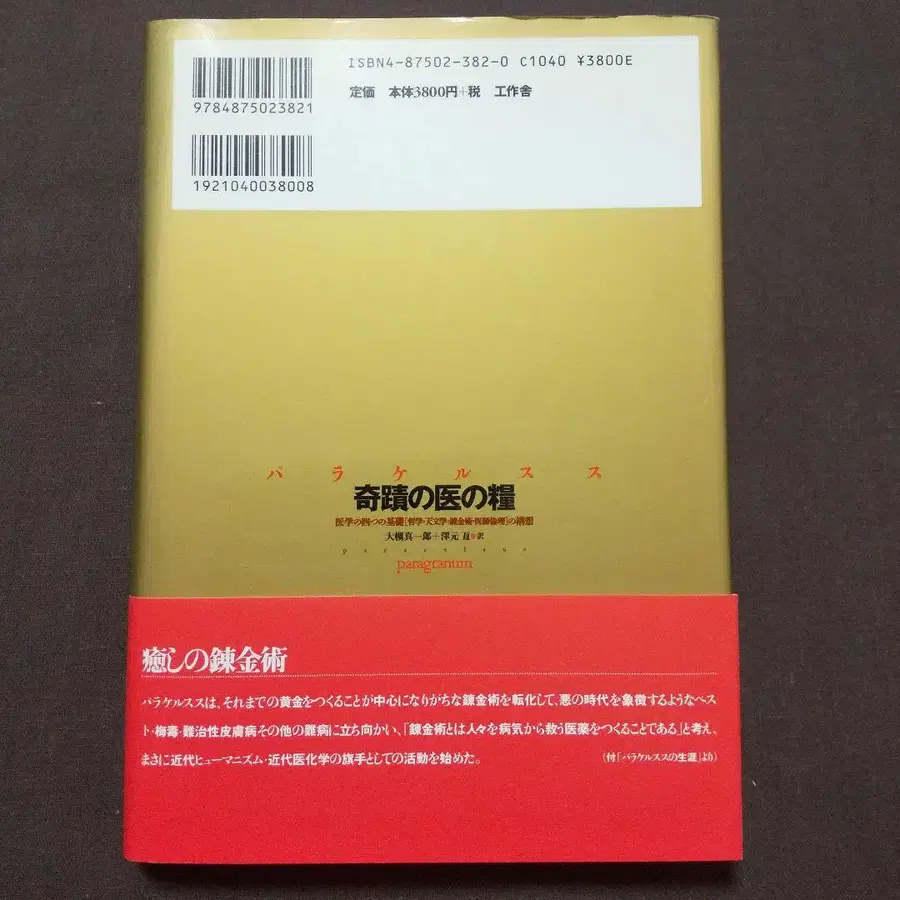 ISBN4-87502-382-0 C1040 ¥3800E
定価 本体3800円+税 工作舎
9784875023821
1921040038008
パラケルスス
奇蹟の医の糧
医学の四つの基礎[哲学・天文学・錬金術・医師倫理]の構想
大槻真一郎+澤元亙●訳
paracelsus
paragranum
癒しの錬金術
パラケルススは、それまでの黄金をつくることが中心になりがちな錬金術を転化して、悪の時代を象徴するようなペス
ト・梅毒・難治性皮膚病その他の難病に立ち向かい、「錬金術とは人々を病気から救う医薬をつくることである」と考え、
まさに近代ヒューマニズム・近代医化学の旗手としての活動を始めた。
(付「パラケルススの生涯」より)